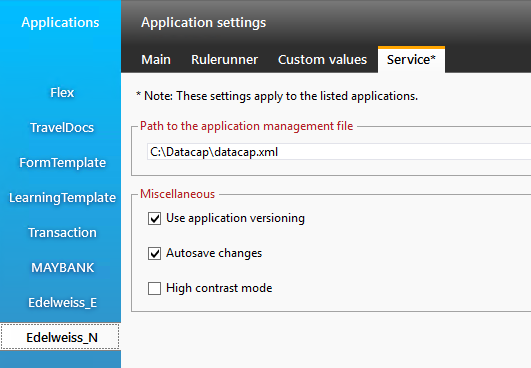 Applications
Application settings
Main Rulerunner Custom values Service*
Flex
TravelDocs
FormTemplate
LearningTemplate
Transaction
MAYBANK
Edelweiss_E
Edelweiss_N
* Note: These settings apply to the listed applications.
Path to the application management file
C:\Datacap\datacap.xml
Miscellaneous
Use application versioning
Autosave changes
High contrast mode